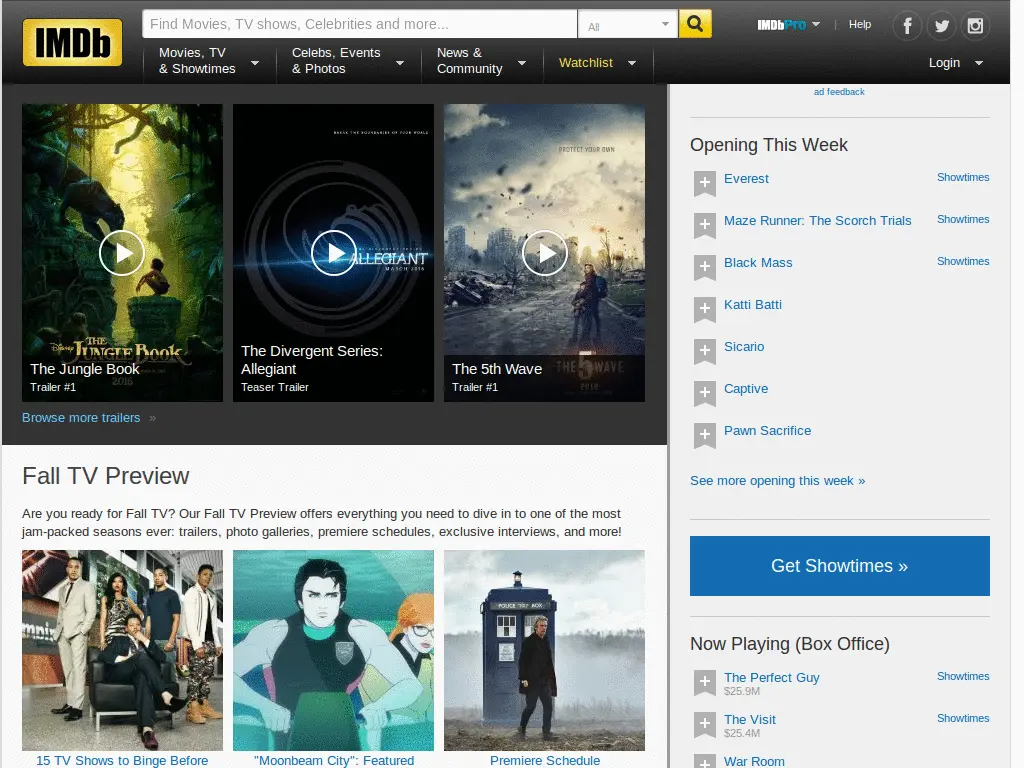 IMDb
Find Movies, TV shows, Celebrities and more...
All
IMDbPro
Help
Movies, TV
& Showtimes
Celebs, Events
& Photos
News &
Community
Watchlist
Login
BREAK THE BOUNDARIES OF YOUR WORLD
PROTECT YOUR OWN
THE DIVERGENT SERIES
ALLEGIANT
MARCH 2016
Disney
THE
JUNGLE BOOK
2016
The Jungle Book
Trailer #1
The Divergent Series:
Allegiant
Teaser Trailer
THE 5TH WAVE
2016
The 5th Wave
Trailer #1
Browse more trailers »
Fall TV Preview
Are you ready for Fall TV? Our Fall TV Preview offers everything you need to dive in to one of the most
jam-packed seasons ever: trailers, photo galleries, premiere schedules, exclusive interviews, and more!
POLICE BOX
15 TV Shows to Binge Before
"Moonbeam City": Featured
Premiere Schedule
ad feedback
Opening This Week
Everest Showtimes
Maze Runner: The Scorch Trials Showtimes
Black Mass Showtimes
Katti Batti
Sicario
Captive
Pawn Sacrifice
See more opening this week »
Get Showtimes »
Now Playing (Box Office)
The Perfect Guy Showtimes
$25.9M
The Visit Showtimes
$25.4M
War Room